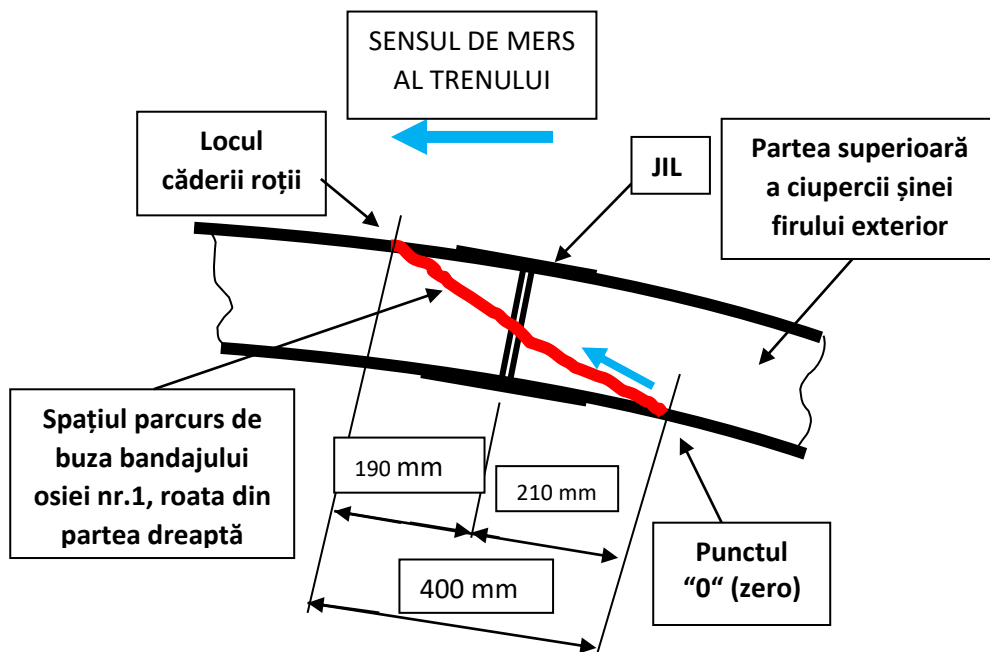 SENSUL DE MERS
AL TRENULUI
Locul
căderii roții
JIL
Partea superioară
a ciupercii șinei
firului exterior
Spațiul parcurs de
buza bandajului
osiei nr.1, roata din
partea dreaptă
190 mm
210 mm
400 mm
Punctul
“0“ (zero)